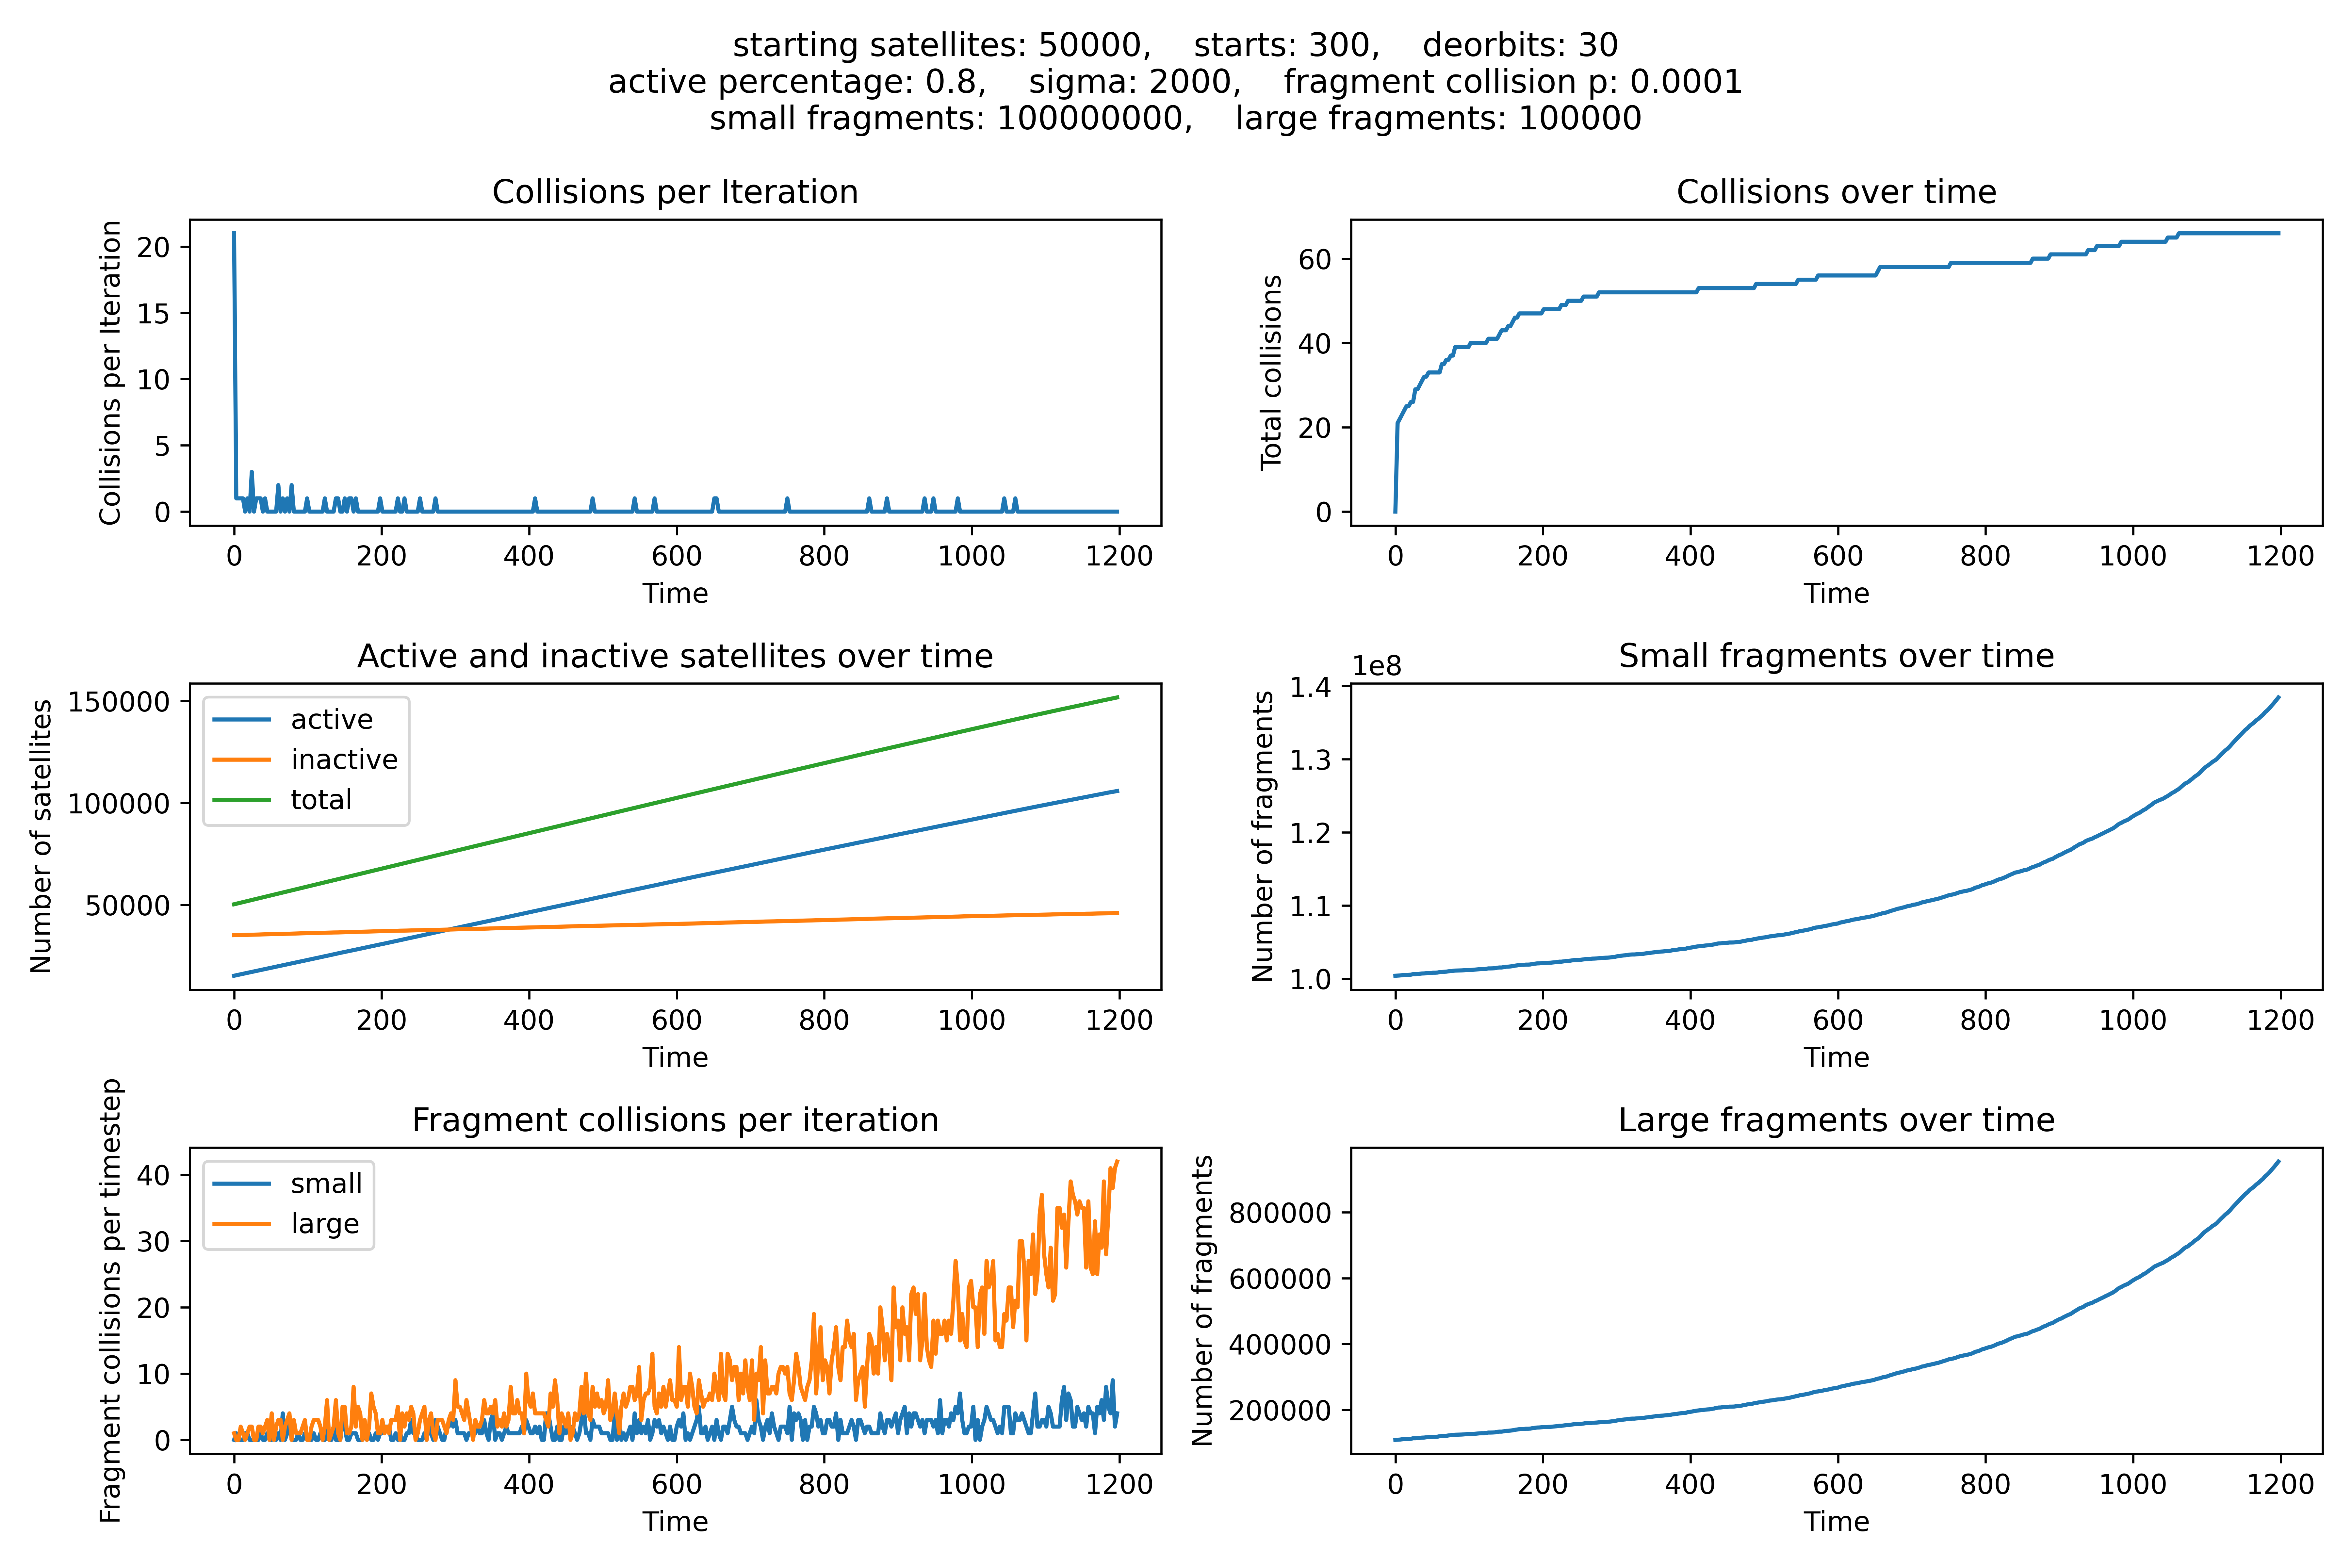 starting satellites: 50000,    starts: 300,    deorbits: 30
active percentage: 0.8,    sigma: 2000,    fragment collision p: 0.0001
small fragments: 100000000,    large fragments: 100000
Collisions per Iteration
Collisions per Iteration
20
15
10
5
0
0 200 400 600 800 1000 1200
Time
Collisions over time
Total collisions
60
40
20
0
0 200 400 600 800 1000 1200
Time
Active and inactive satellites over time
Number of satellites
150000
100000
50000
active
inactive
total
0 200 400 600 800 1000 1200
Time
Small fragments over time
1e8
Number of fragments
1.4
1.3
1.2
1.1
1.0
0 200 400 600 800 1000 1200
Time
Fragment collisions per iteration
Fragment collisions per timestep
40
30
20
10
0
small
large
0 200 400 600 800 1000 1200
Time
Large fragments over time
Number of fragments
800000
600000
400000
200000
0 200 400 600 800 1000 1200
Time